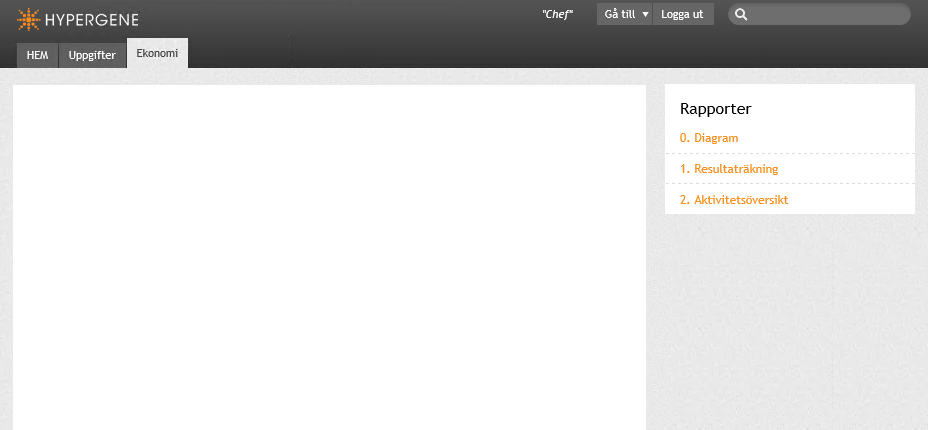 HYPERGENE
"Chef"
Gå till
Logga ut
HEM
Uppgifter
Ekonomi
Rapporter
0. Diagram
1. Resultaträkning
2. Aktivitetsöversikt